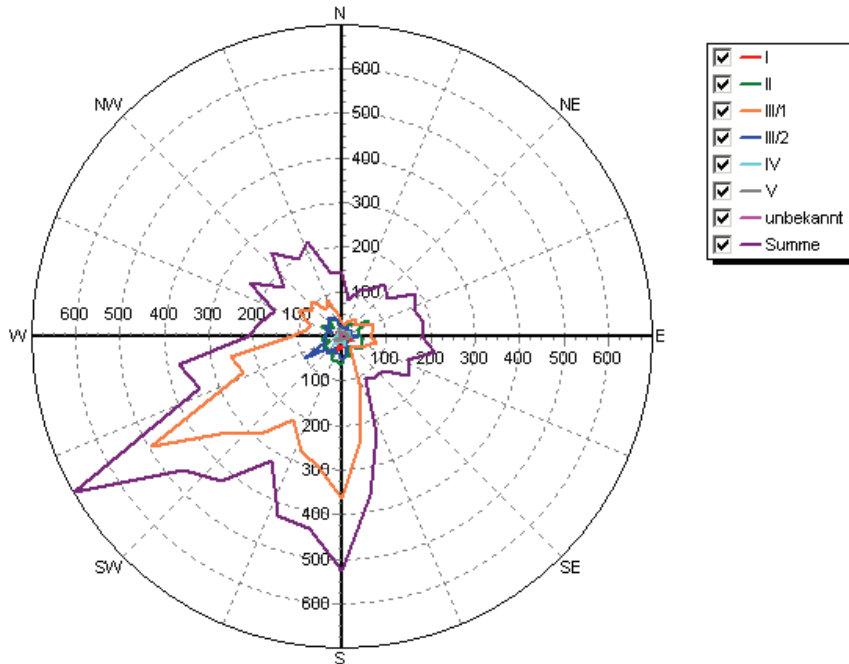 N
NW
NE
600
500
400
300
200
100
W
600 500 400 300 200 100
E
100 200 300 400 500 600
100
200
300
400
500
600
SW
SE
S
I
II
III/1
III/2
IV
V
unbekannt
Summe